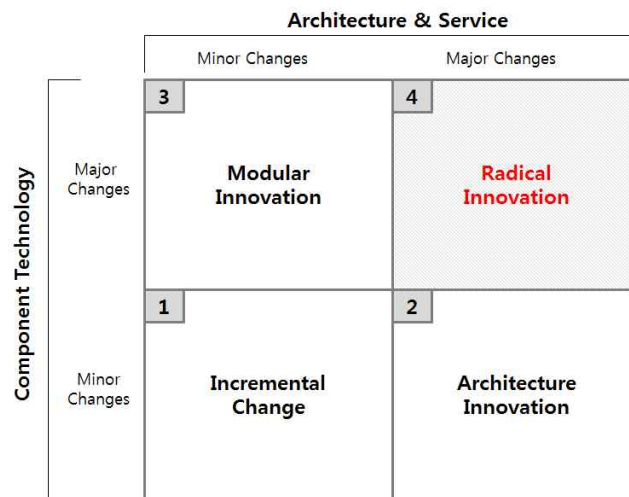 Architecture & Service
Minor Changes
Major Changes
Component Technology
Major
Changes
3
Modular
Innovation
4
Radical
Innovation
Minor
Changes
1
Incremental
Change
2
Architecture
Innovation